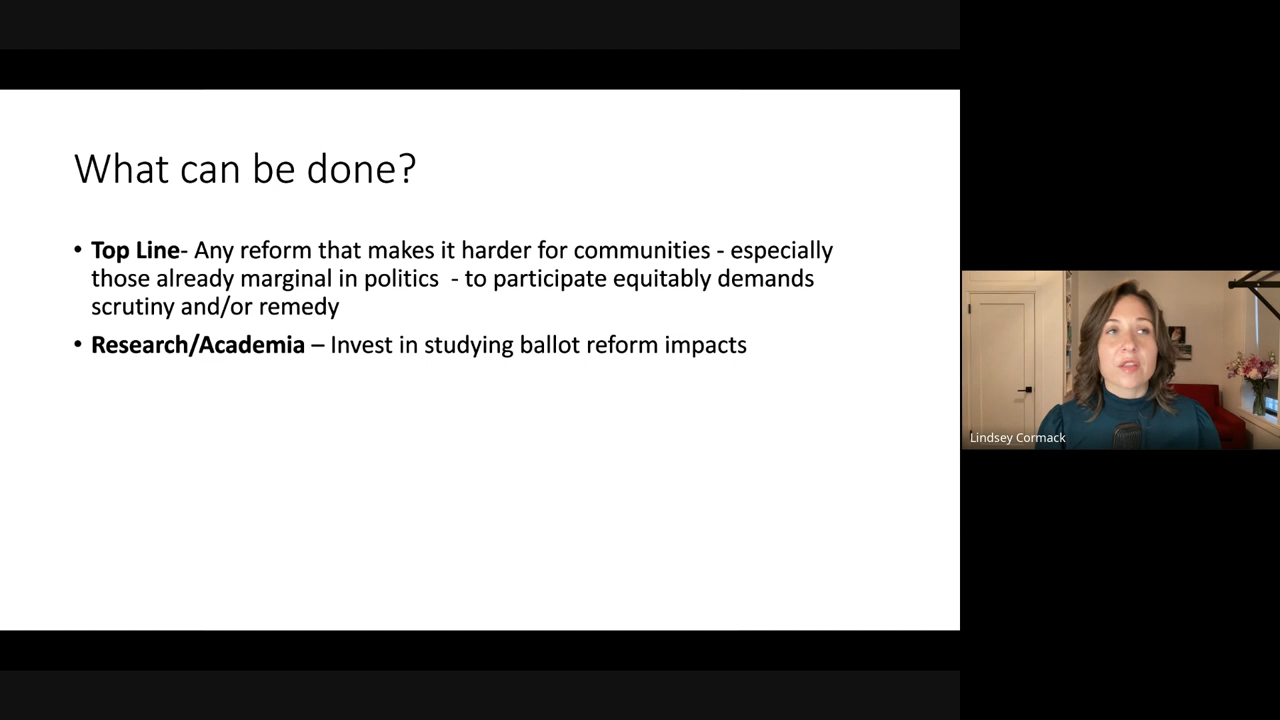 What can be done?
• Top Line- Any reform that makes it harder for communities - especially
those already marginal in politics  - to participate equitably demands
scrutiny and/or remedy
• Research/Academia – Invest in studying ballot reform impacts
Lindsey Cormack